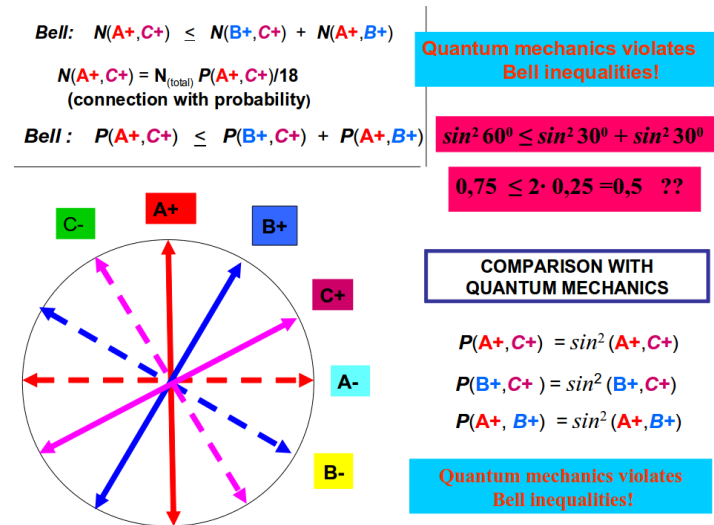 Bell: N(A+,C+) ≤ N(B+,C+) + N(A+,B+)
N(A+,C+) = N(total) P(A+,C+)/18
(connection with probability)
Bell : P(A+,C+) ≤ P(B+,C+) + P(A+,B+)
Quantum mechanics violates
Bell inequalities!
sin² 60⁰ ≤ sin² 30⁰ + sin² 30⁰
0,75 ≤ 2· 0,25 =0,5 ??
C-
A+
B+
C+
A-
B-
COMPARISON WITH
QUANTUM MECHANICS
P(A+,C+) = sin² (A+,C+)
P(B+,C+ ) = sin² (B+,C+)
P(A+, B+) = sin² (A+,B+)
Quantum mechanics violates
Bell inequalities!